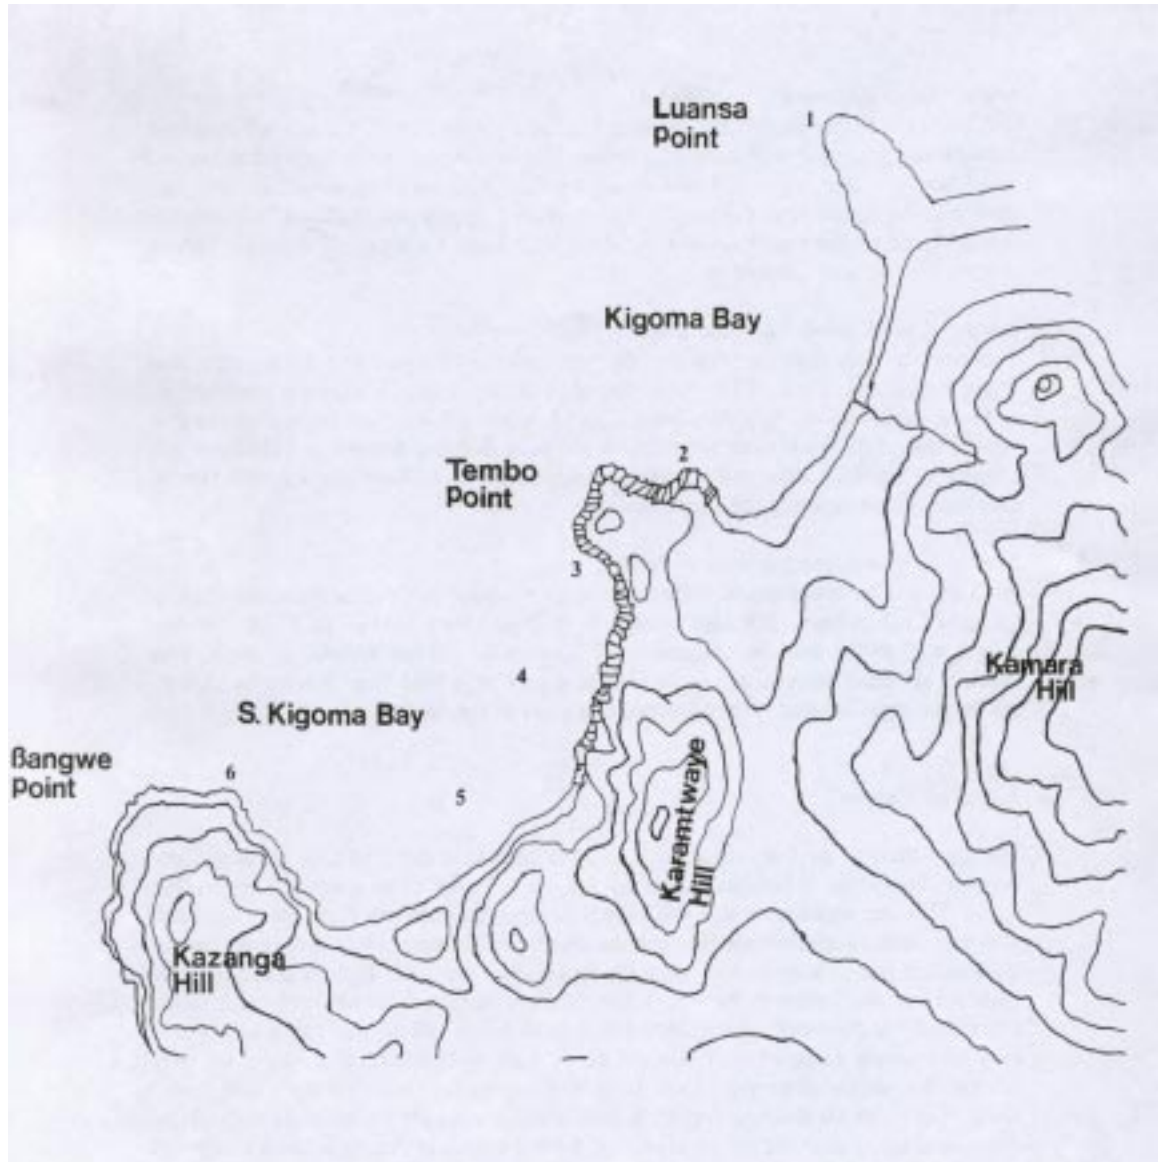 Luansa
Point
1
Kigoma Bay
Tembo
Point
2
3
Kamara
Hill
4
S. Kigoma Bay
Bangwe
Point
6
5
Karamtwaye
Hill
Kazanga
Hill